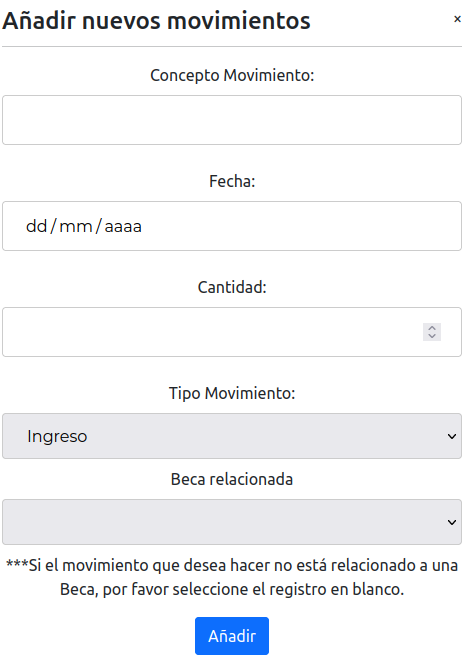 Añadir nuevos movimientos
×
Concepto Movimiento:
Fecha:
dd/mm/aaaa
Cantidad:
Tipo Movimiento:
Ingreso
Beca relacionada
***Si el movimiento que desea hacer no está relacionado a una
Beca, por favor seleccione el registro en blanco.
Añadir